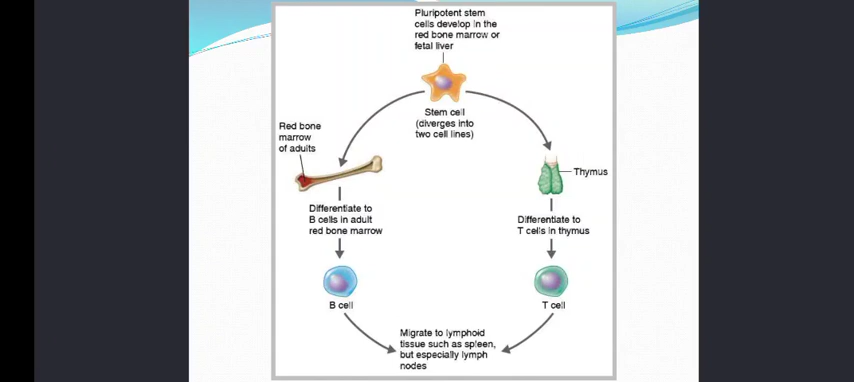 Pluripotent stem
cells develop in the
red bone marrow or
fetal liver
Stem cell
(diverges into
two cell lines)
Red bone
marrow
of adults
Thymus
Differentiate to
B cells in adult
red bone marrow
Differentiate to
T cells in thymus
B cell
T cell
Migrate to lymphoid
tissue such as spleen,
but especially lymph
nodes